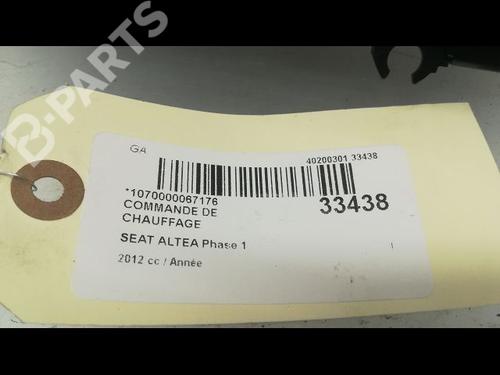 B-PARTS
GA
40200301 33438
*1070000067176
COMMANDE DE
CHAUFFAGE
33438
SEAT ALTEA Phase 1
2012 cc / Année